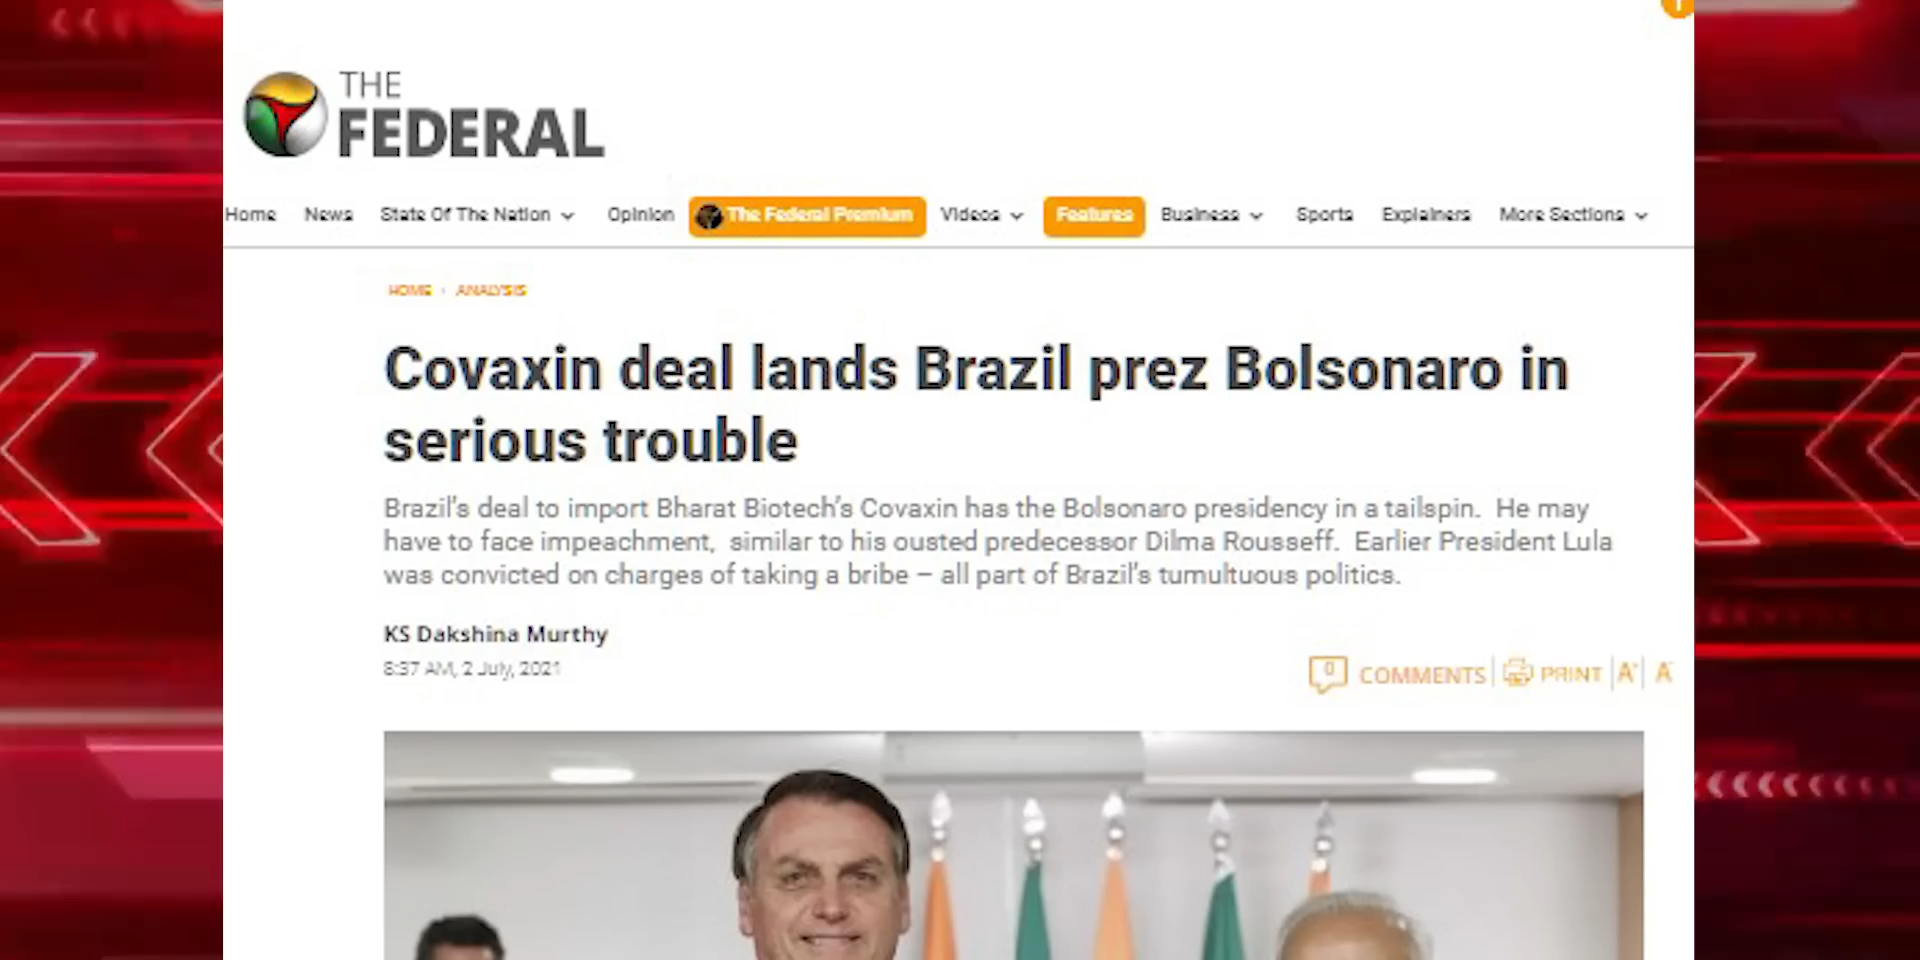 THE
FEDERAL
Home News State Of The Nation Opinion The Federal Premium Videos Features Business Sports Explainers More Sections
HOME › ANALYSIS
Covaxin deal lands Brazil prez Bolsonaro in
serious trouble
Brazil's deal to import Bharat Biotech's Covaxin has the Bolsonaro presidency in a tailspin. He may
have to face impeachment, similar to his ousted predecessor Dilma Rousseff. Earlier President Lula
was convicted on charges of taking a bribe – all part of Brazil's tumultuous politics.
KS Dakshina Murthy
8:37 AM, 2 July, 2021
0 COMMENTS PRINT A+ A-